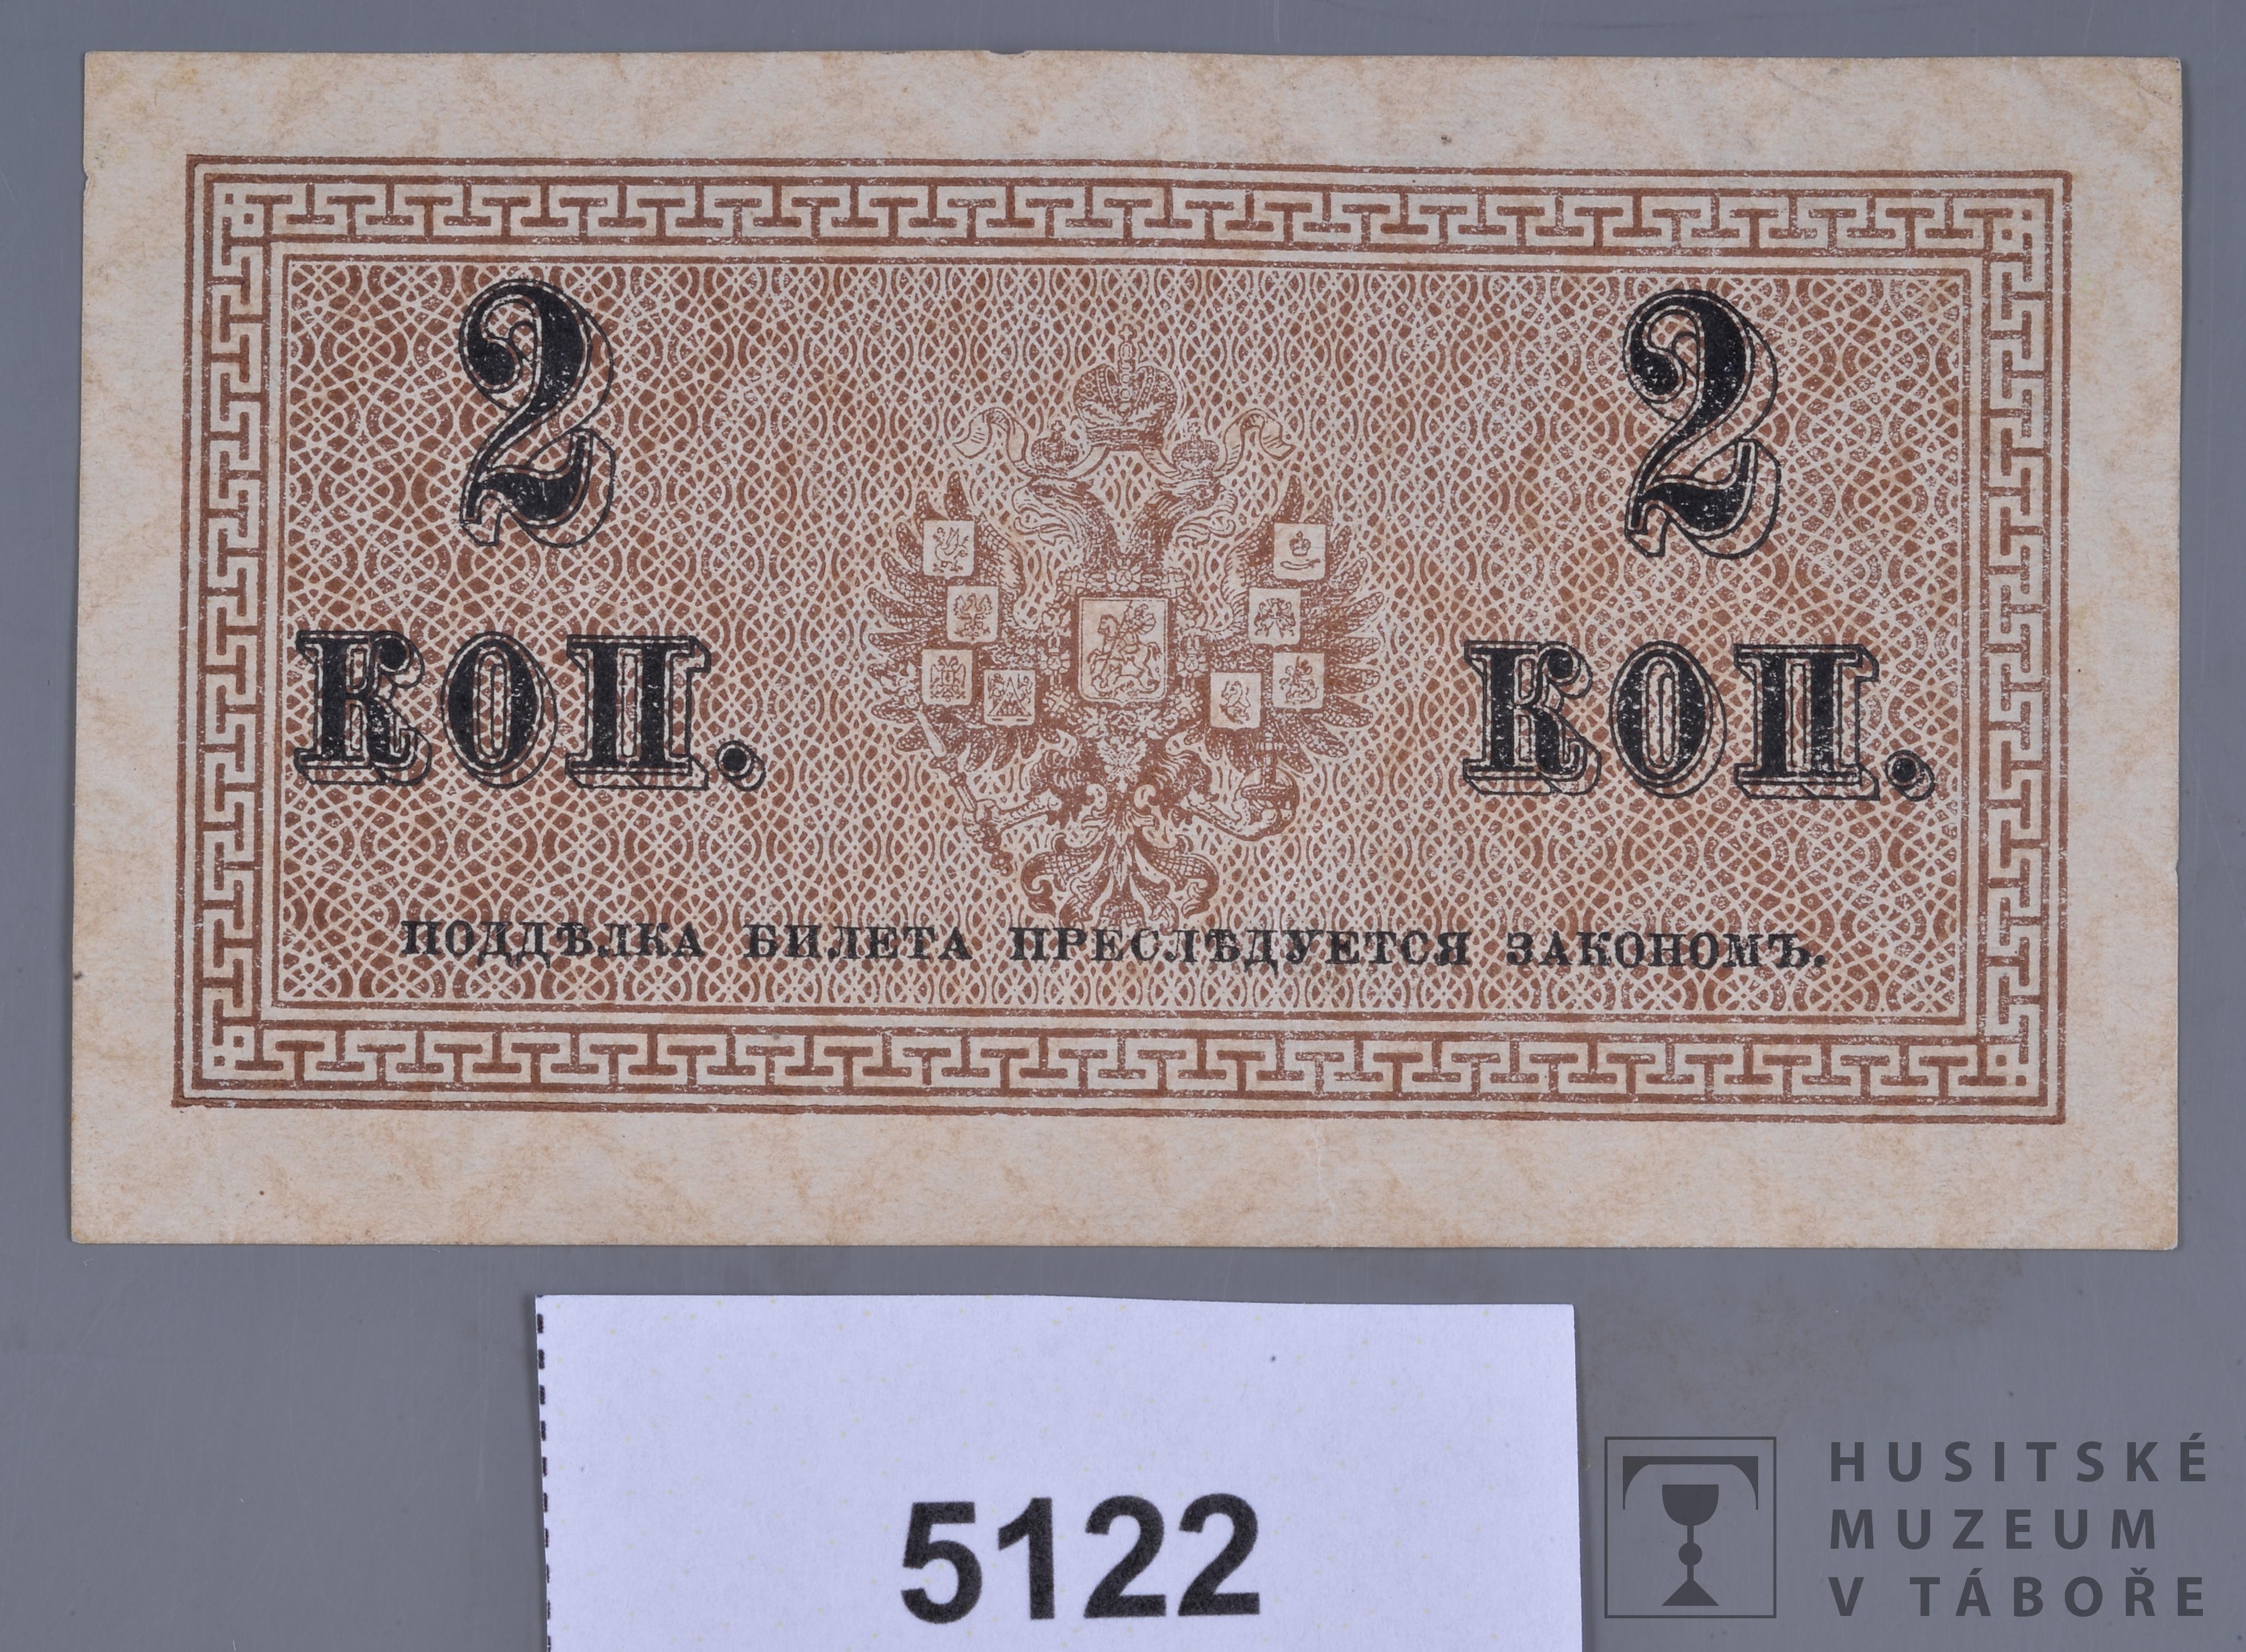 2 2
КОП. КОП.
ПОДДѢЛКА БИЛЕТА ПРЕСЛѢДУЕТСЯ ЗАКОНОМЪ.
5122
HUSITSKÉ
MUZEUM
V TÁBOŘE